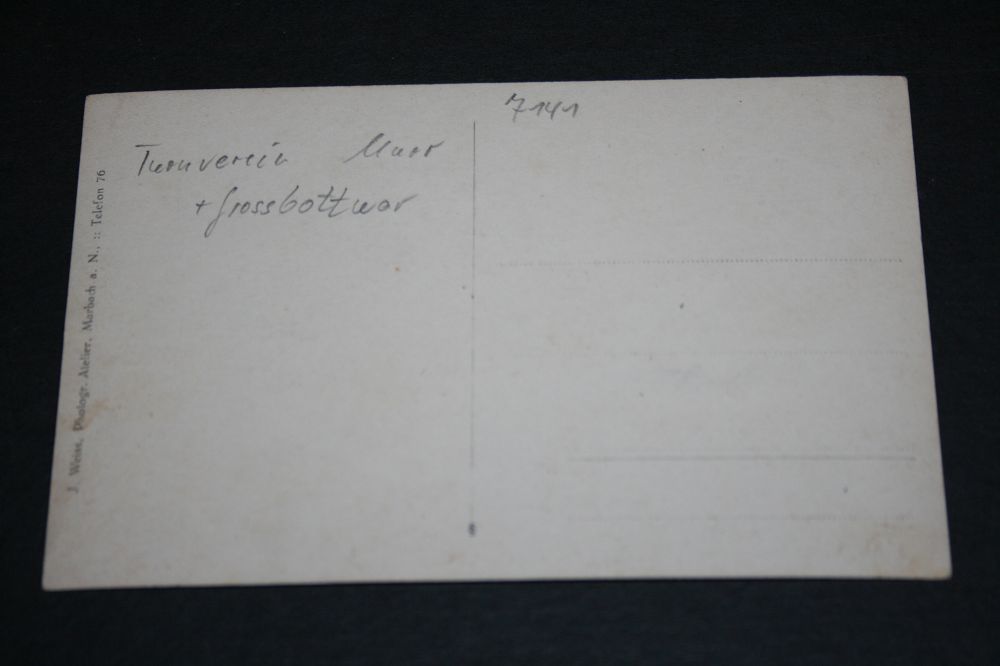 7141
Turnverein Murr
+ Grossbottwar
J. Weiss, Photogr. Atelier, Marbach a. N., :: Telefon 76